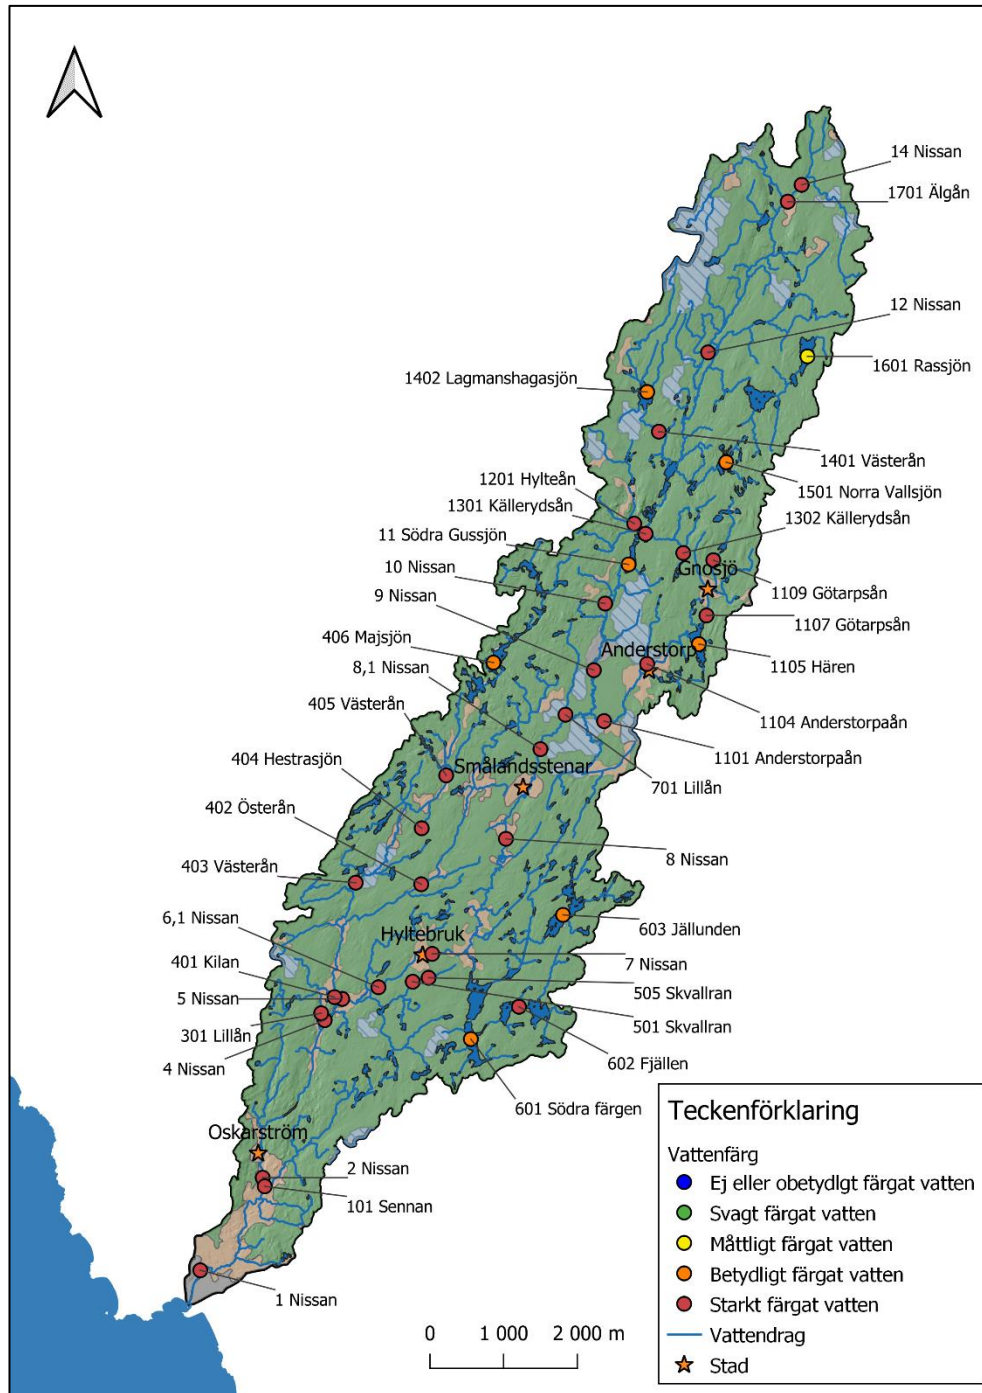 14 Nissan
1701 Älgån
12 Nissan
1601 Rassjön
1402 Lagmanshagasjön
1401 Västerån
1501 Norra Vallsjön
1201 Hylteån
1301 Källerydsån
1302 Källerydsån
11 Södra Gussjön
10 Nissan
Gnosjö
1109 Götarpsån
9 Nissan
1107 Götarpsån
406 Majsjön
Anderstorp
1105 Hären
8,1 Nissan
1104 Anderstorpaån
405 Västerån
1101 Anderstorpaån
404 Hestrasjön
Smålandsstenar
701 Lillån
402 Österån
8 Nissan
403 Västerån
6,1 Nissan
603 Jällunden
Hyltebruk
7 Nissan
401 Kilan
505 Skvallran
5 Nissan
501 Skvallran
301 Lillån
4 Nissan
602 Fjällen
601 Södra färgen
Oskarström
2 Nissan
101 Sennan
1 Nissan
0 1 000 2 000 m
Teckenförklaring
Vattenfärg
Ej eller obetydlgt färgat vatten
Svagt färgat vatten
Måttligt färgat vatten
Betydligt färgat vatten
Starkt färgat vatten
Vattendrag
Stad